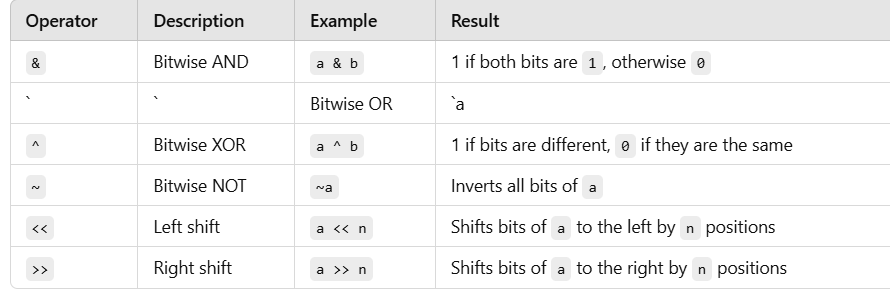 Operator Description Example Result
& Bitwise AND a & b 1 if both bits are 1, otherwise 0
` ` Bitwise OR `a
^ Bitwise XOR a ^ b 1 if bits are different, 0 if they are the same
~ Bitwise NOT ~a Inverts all bits of a
<< Left shift a << n Shifts bits of a to the left by n positions
>> Right shift a >> n Shifts bits of a to the right by n positions